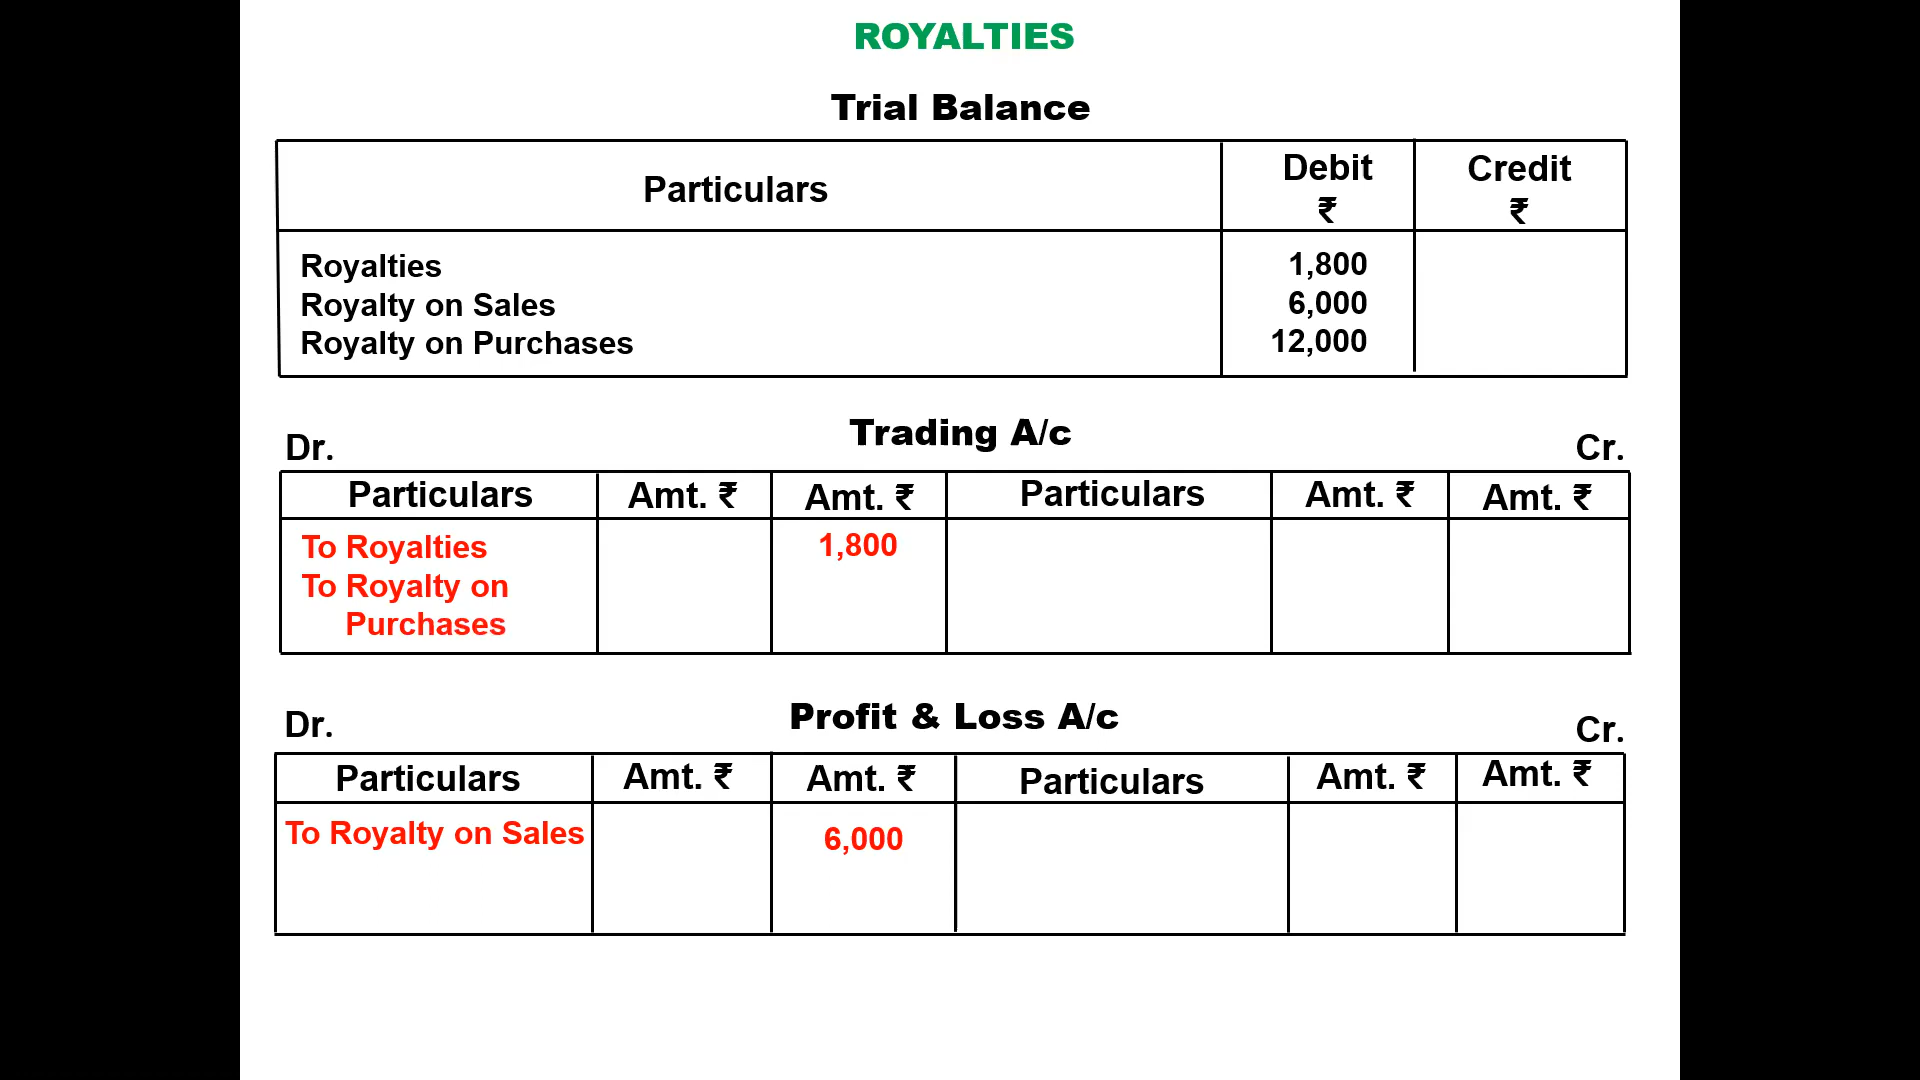 ROYALTIES
Trial Balance
Particulars Debit ₹ Credit ₹
Royalties 1,800
Royalty on Sales 6,000
Royalty on Purchases 12,000
Dr. Trading A/c Cr.
Particulars Amt. ₹ Amt. ₹ Particulars Amt. ₹ Amt. ₹
To Royalties 1,800
To Royalty on
Purchases
Dr. Profit & Loss A/c Cr.
Particulars Amt. ₹ Amt. ₹ Particulars Amt. ₹ Amt. ₹
To Royalty on Sales 6,000